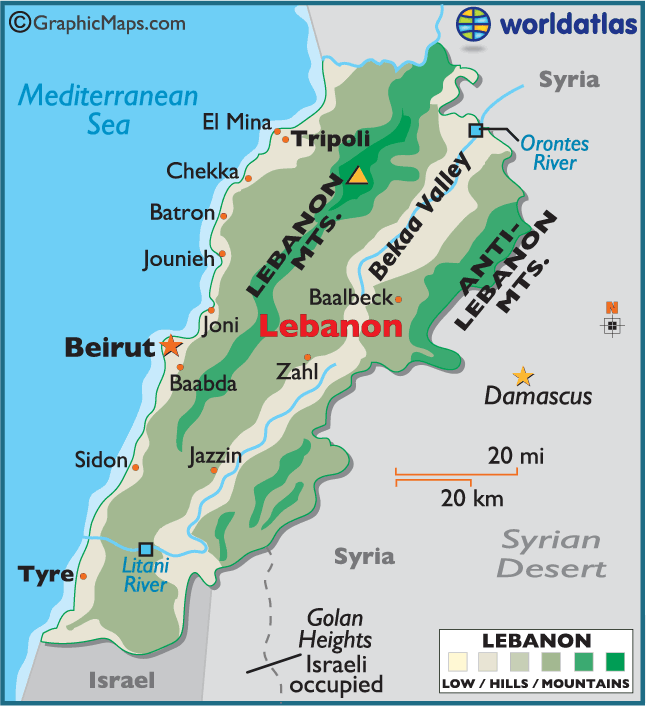 ©GraphicMaps.com
worldatlas
Mediterranean
Sea
Syria
El Mina
Tripoli
Orontes
River
Chekka
Batron
LEBANON
MTS.
Bekaa Valley
Jounieh
ANTI-
LEBANON
MTS.
Baalbeck
N
Joni
Lebanon
Beirut
Zahl
Baabda
Damascus
Sidon
Jazzin
20 mi
20 km
Syria
Syrian
Desert
Tyre
Litani
River
Golan
Heights
Israeli
occupied
Israel
LEBANON
LOW / HILLS / MOUNTAINS